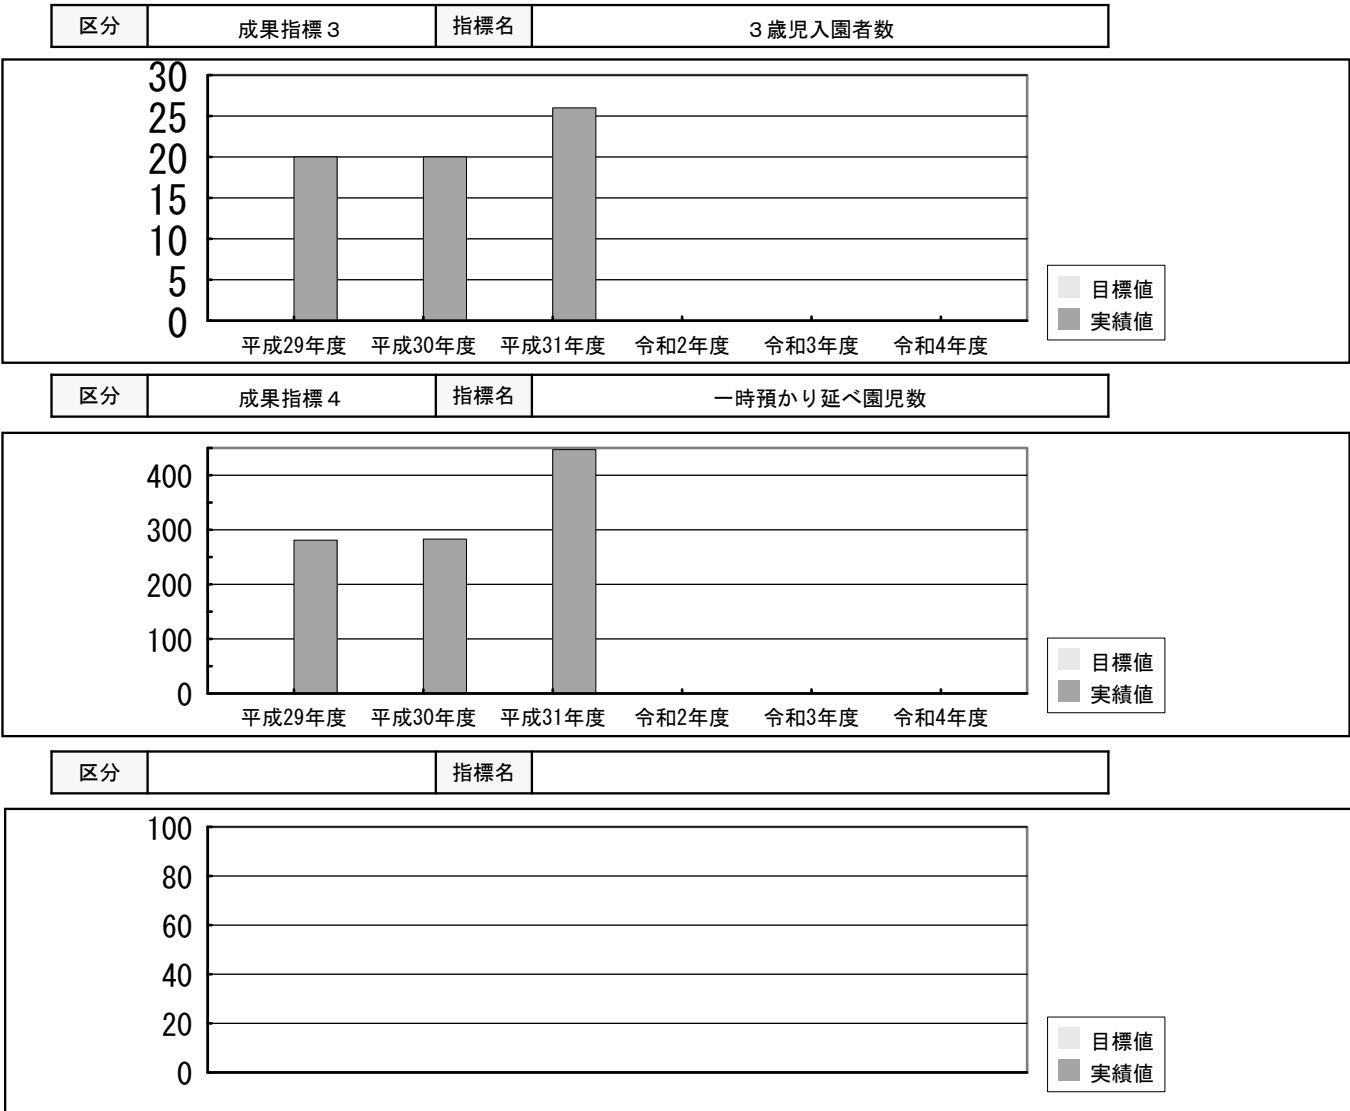 区分 成果指標３ 指標名 ３歳児入園者数
30
25
20
15
10
5
0
平成29年度 平成30年度 平成31年度 令和2年度 令和3年度 令和4年度
目標値
実績値
区分 成果指標４ 指標名 一時預かり延べ園児数
400
300
200
100
0
平成29年度 平成30年度 平成31年度 令和2年度 令和3年度 令和4年度
目標値
実績値
区分 指標名
100
80
60
40
20
0
目標値
実績値